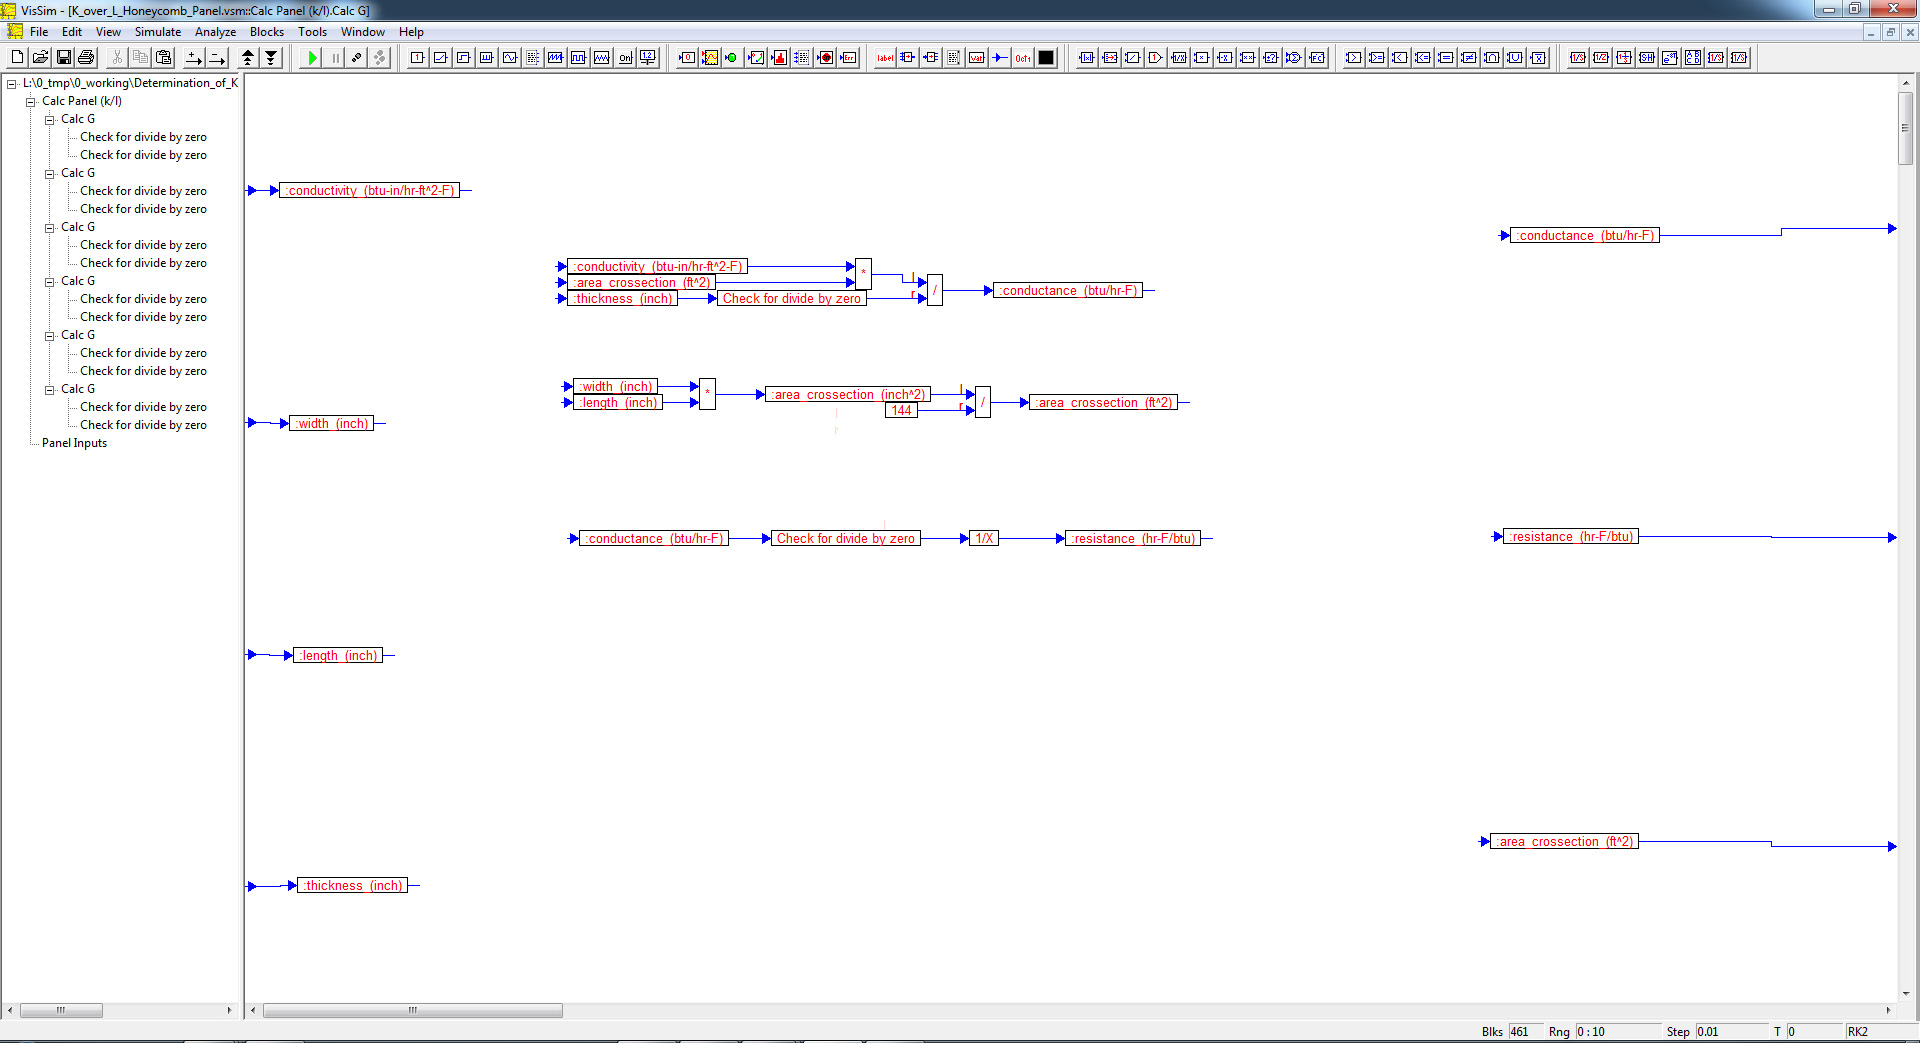 VisSim - [K_over_L_Honeycomb_Panel.vsm::Calc Panel (k/l).Calc G]
File Edit View Simulate Analyze Blocks Tools Window Help
L:\0_tmp\0_working\Determination_of_K
Calc Panel (k/l)
Calc G
Check for divide by zero
Check for divide by zero
Calc G
Check for divide by zero
Check for divide by zero
Calc G
Check for divide by zero
Check for divide by zero
Calc G
Check for divide by zero
Check for divide by zero
Calc G
Check for divide by zero
Check for divide by zero
Calc G
Check for divide by zero
Check for divide by zero
Panel Inputs
:conductivity (btu-in/hr-ft^2-F)
:conductance (btu/hr-F)
:conductivity (btu-in/hr-ft^2-F)
*
:area crossection (ft^2)
l
:thickness (inch)
Check for divide by zero
r
/
:conductance (btu/hr-F)
:width (inch)
:length (inch)
*
:area crossection (inch^2)
l
144
r
/
:area crossection (ft^2)
:width (inch)
:conductance (btu/hr-F)
Check for divide by zero
1/X
:resistance (hr-F/btu)
:resistance (hr-F/btu)
:length (inch)
:area crossection (ft^2)
:thickness (inch)
Blks 461 Rng 0 : 10 Step 0.01 T 0 RK2